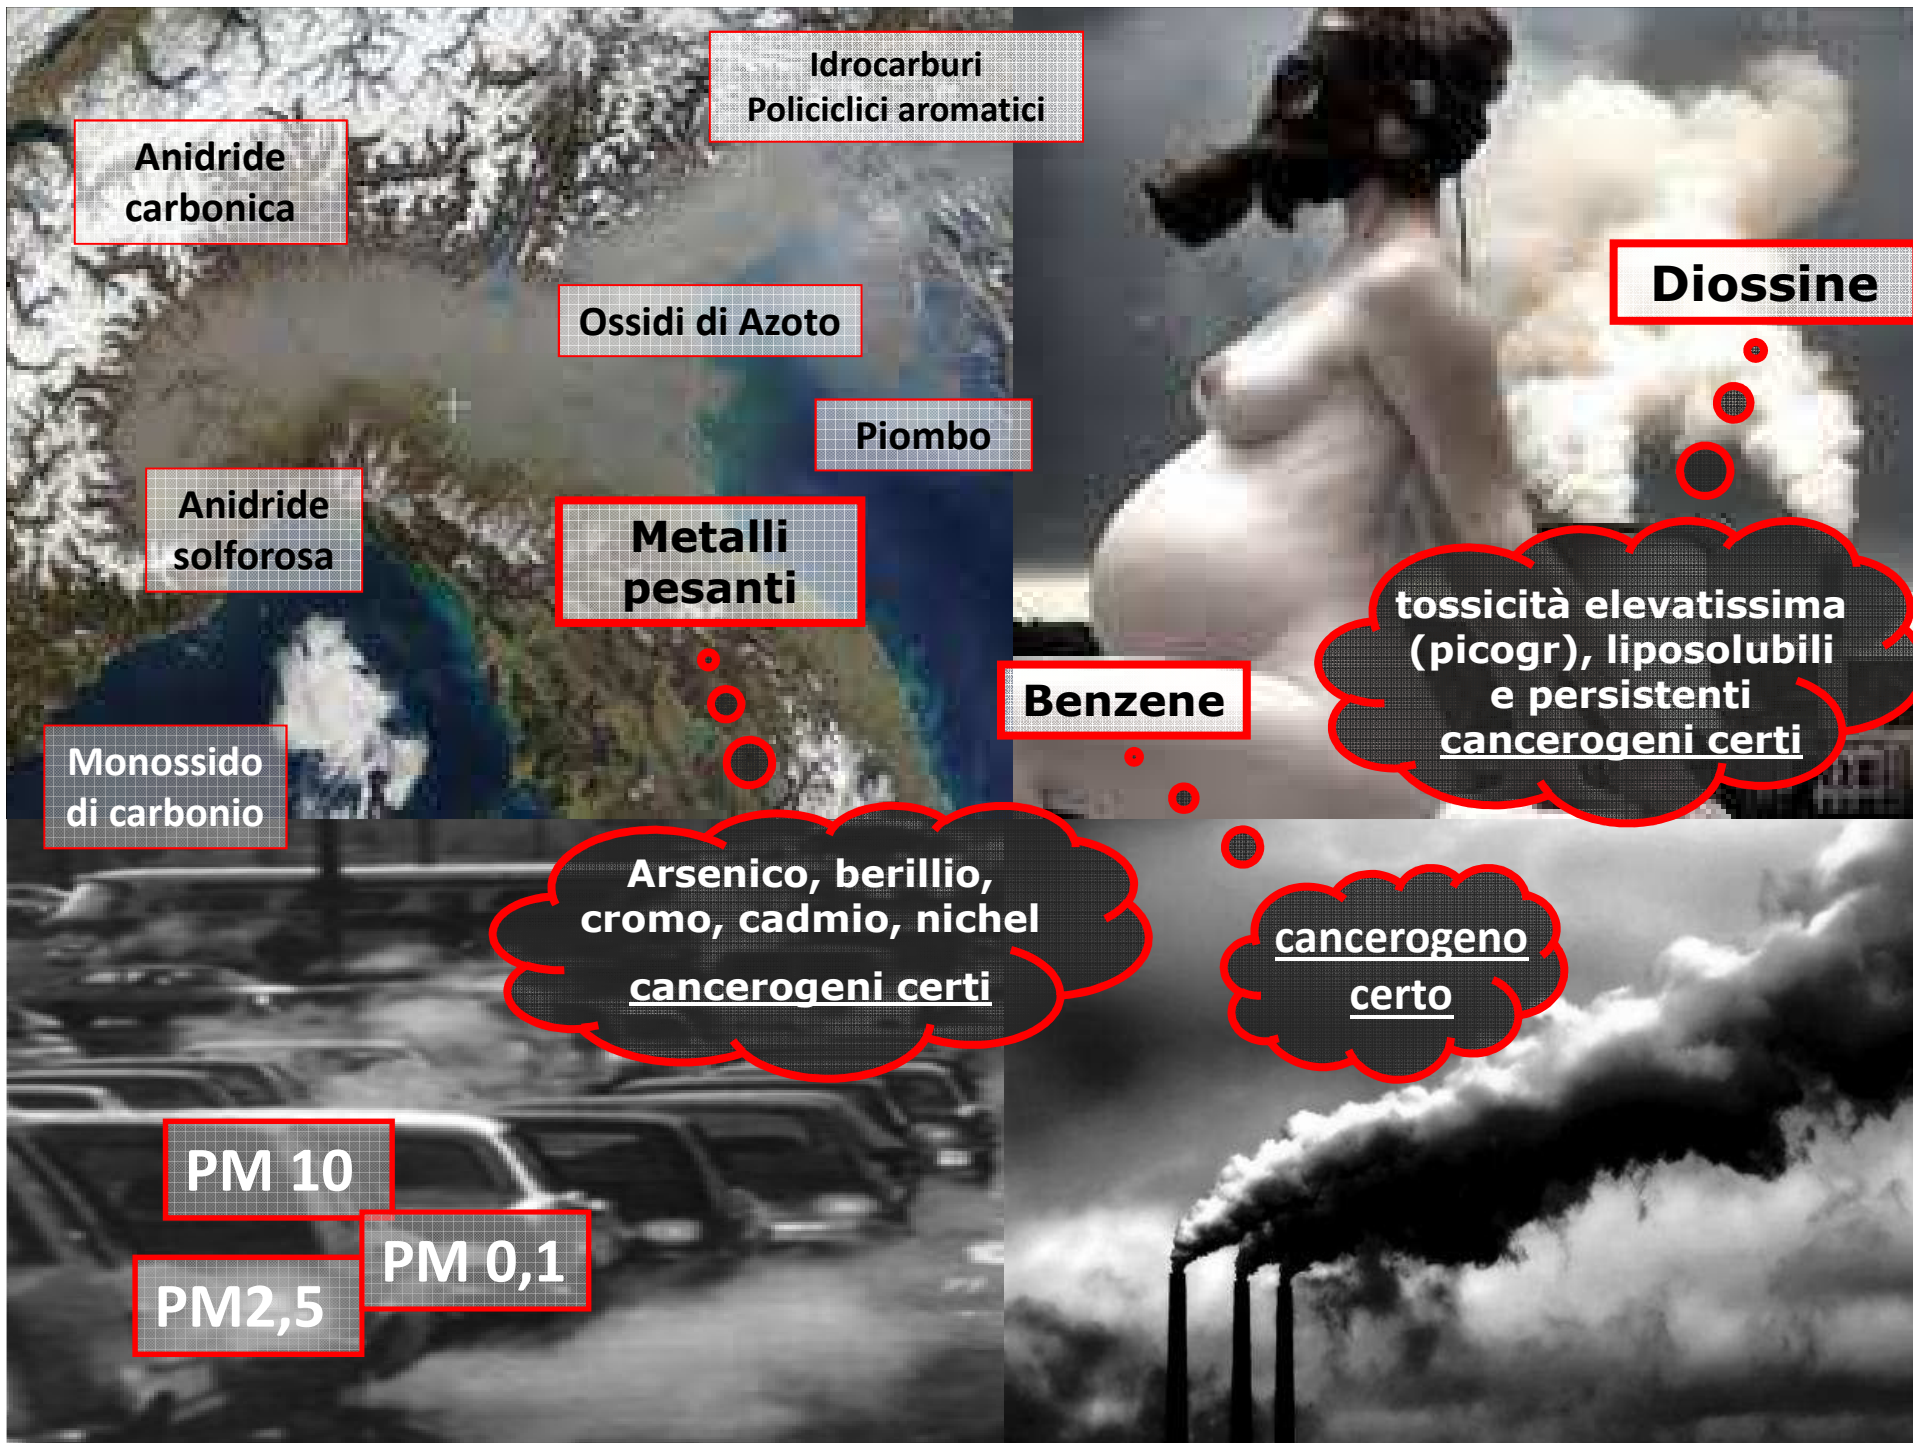 Idrocarburi
Policiclici aromatici
Anidride
carbonica
Diossine
Ossidi di Azoto
Piombo
Anidride
solforosa
Metalli
pesanti
tossicità elevatissima
(picogr), liposolubili
e persistenti
cancerogeni certi
Benzene
Monossido
di carbonio
Arsenico, berillio,
cromo, cadmio, nichel
cancerogeni certi
cancerogeno
certo
PM 10
PM 0,1
PM2,5